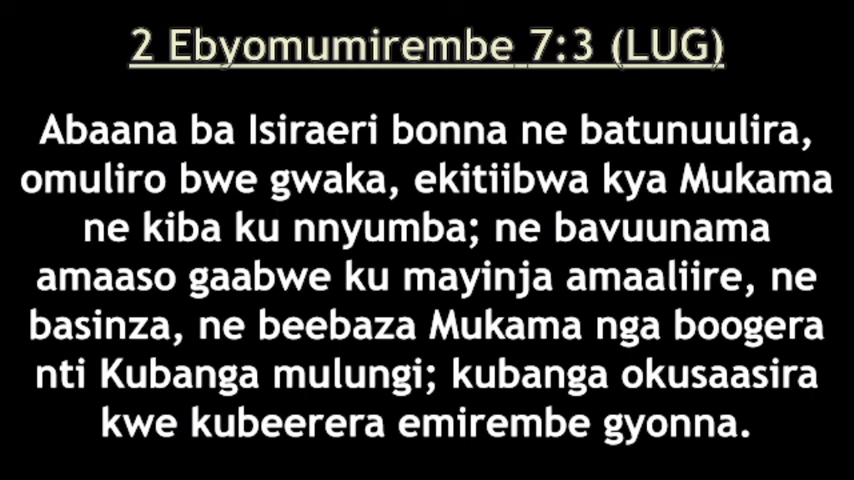 2 Ebyomumirembe 7:3 (LUG)
Abaana ba Isiraeri bonna ne batunuulira,
omuliro bwe gwaka, ekitiibwa kya Mukama
ne kiba ku nnyumba; ne bavuunama
amaaso gaabwe ku mayinja amaaliire, ne
basinza, ne beebaza Mukama nga boogera
nti Kubanga mulungi; kubanga okusaasira
kwe kubeerera emirembe gyonna.